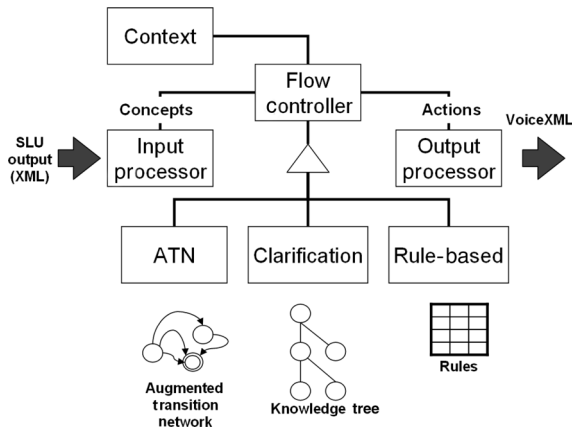 Context
Flow
controller
Concepts
Actions
VoiceXML
SLU
output
(XML)
Input
processor
Output
processor
ATN
Clarification
Rule-based
Augmented
transition
network
Knowledge tree
Rules